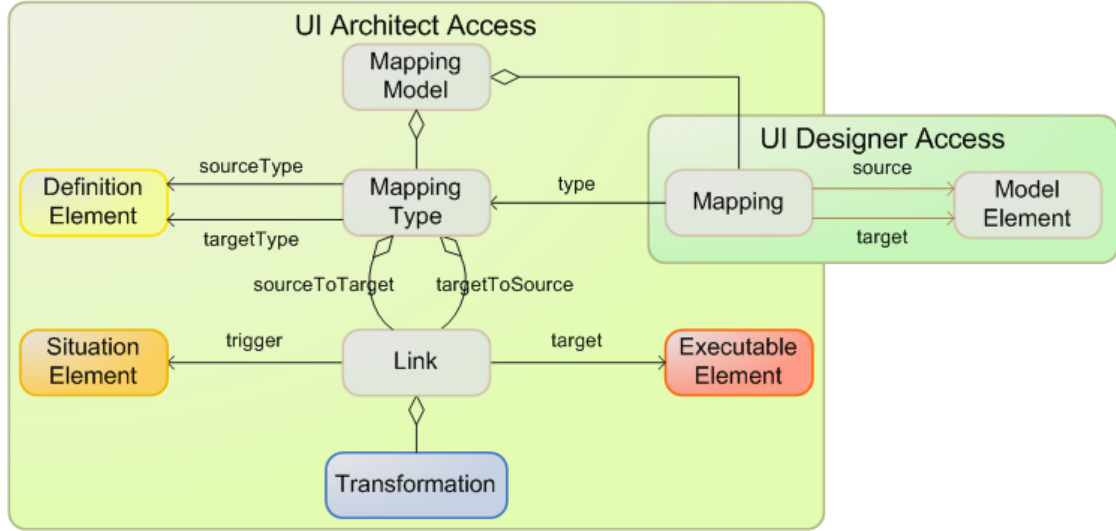 UI Architect Access
Mapping
Model
UI Designer Access
Definition
Element
sourceType
targetType
Mapping
Type
type
Mapping
source
target
Model
Element
sourceToTarget
targetToSource
Situation
Element
trigger
Link
target
Executable
Element
Transformation